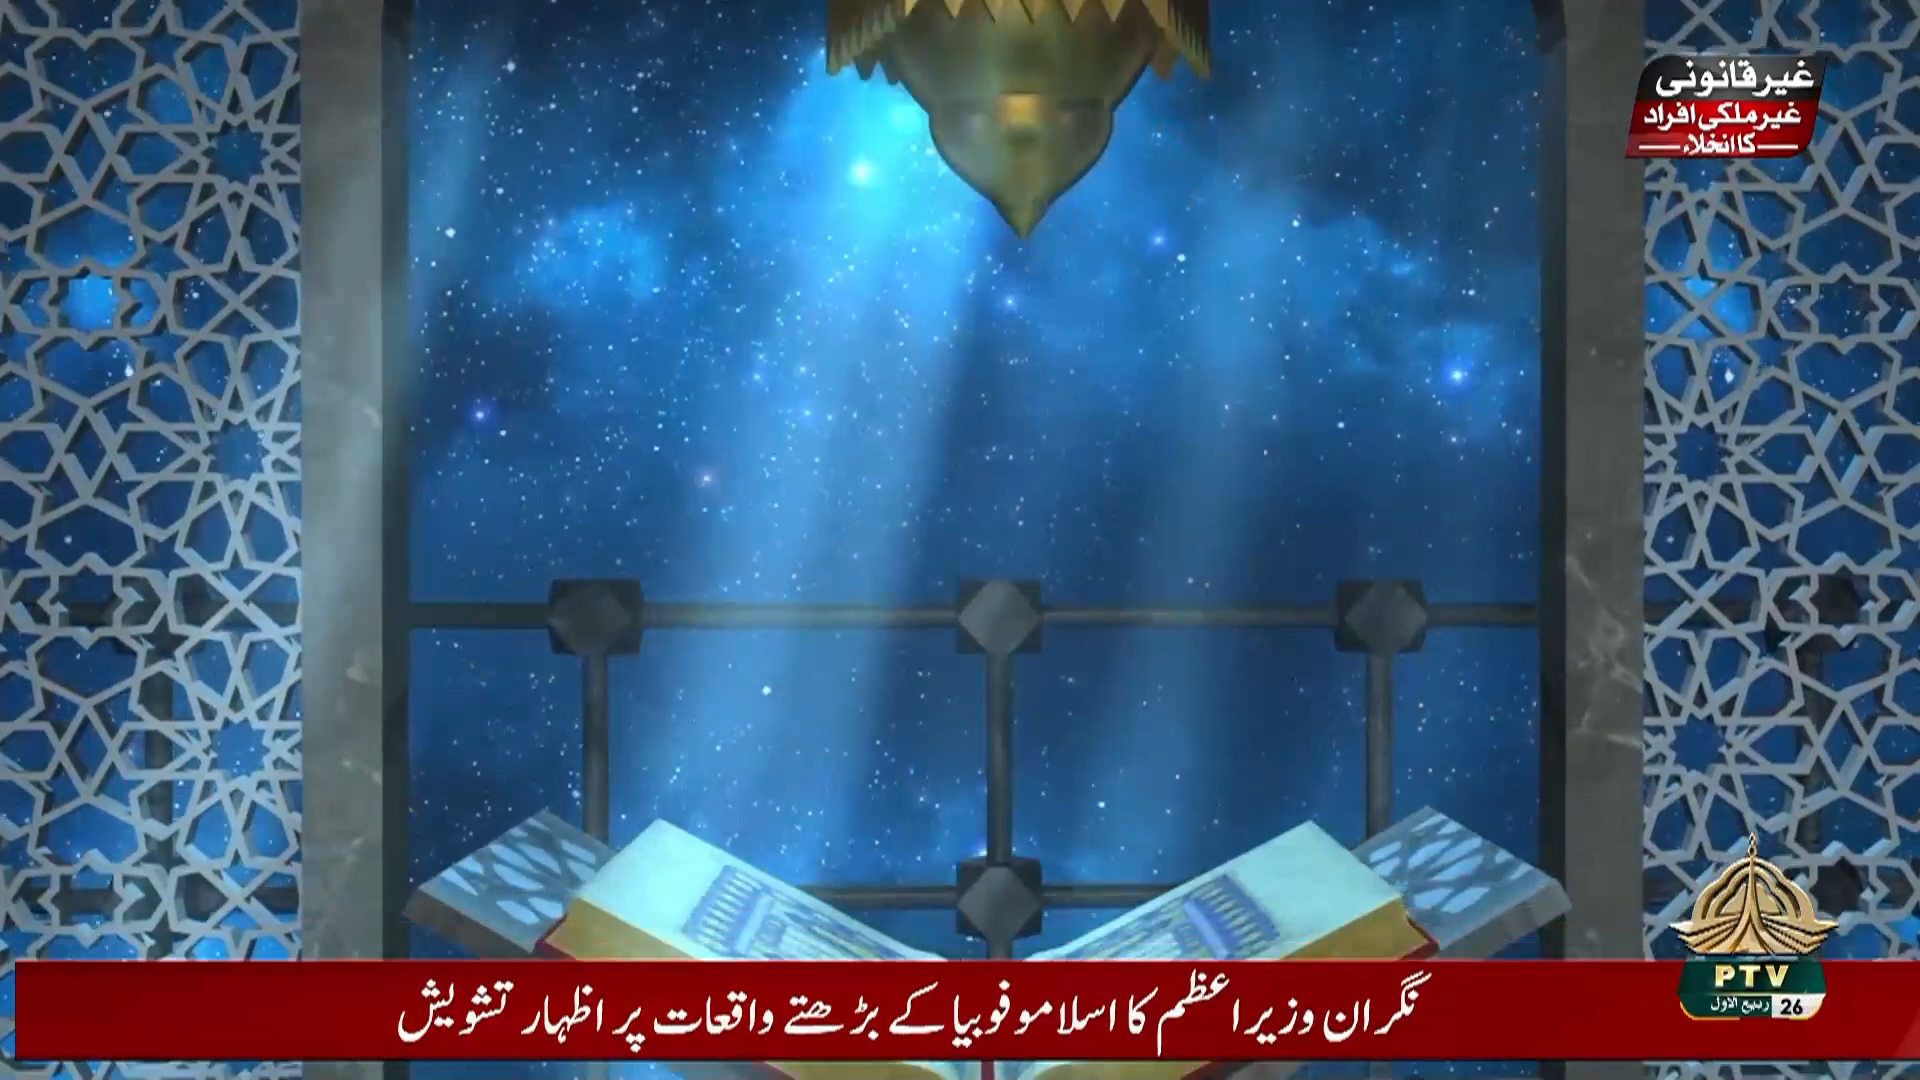 غیرقانونی
غیرملکی افراد
کا انخلاء
PTV
26 ربیع الاول
نگران وزیراعظم کا اسلاموفوبیا کے بڑھتے واقعات پر اظہار تشویش